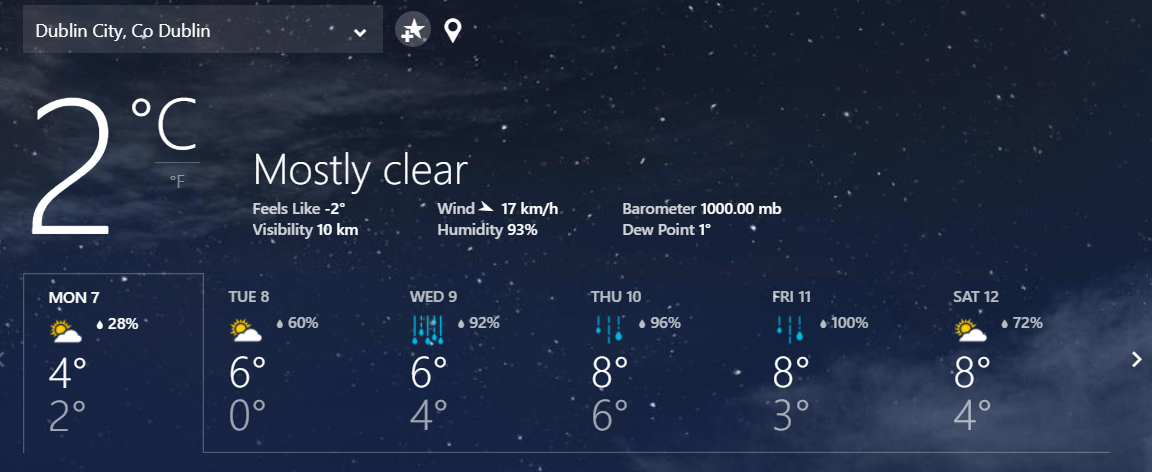 Dublin City, Co Dublin
2 °C
°F
Mostly clear
Feels Like -2° Wind 17 km/h Barometer 1000.00 mb
Visibility 10 km Humidity 93% Dew Point 1°
MON 7 TUE 8 WED 9 THU 10 FRI 11 SAT 12
28% 60% 92% 96% 100% 72%
4° 6° 6° 8° 8° 8°
2° 0° 4° 6° 3° 4°